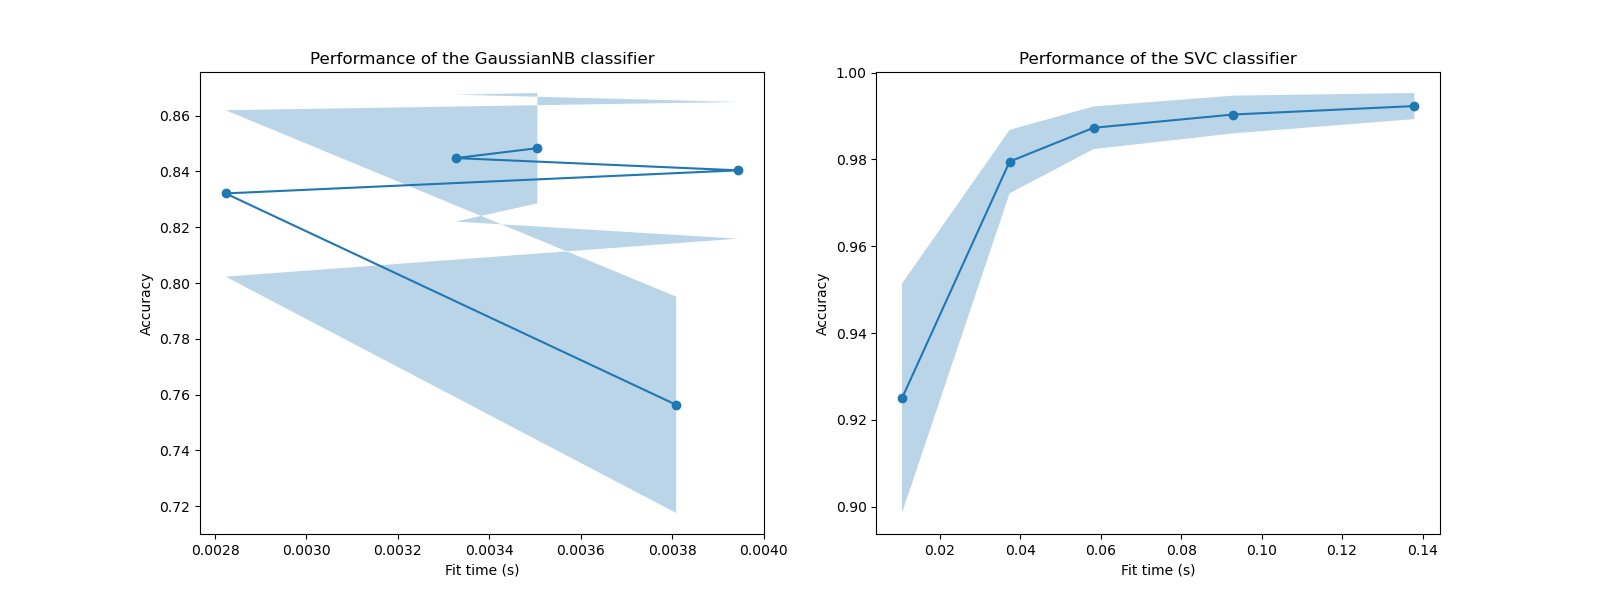 Performance of the GaussianNB classifier
0.86
0.84
0.82
0.80
0.78
0.76
0.74
0.72
Accuracy
0.0028 0.0030 0.0032 0.0034 0.0036 0.0038 0.0040
Fit time (s)
Performance of the SVC classifier
1.00
0.98
0.96
0.94
0.92
0.90
Accuracy
0.02 0.04 0.06 0.08 0.10 0.12 0.14
Fit time (s)